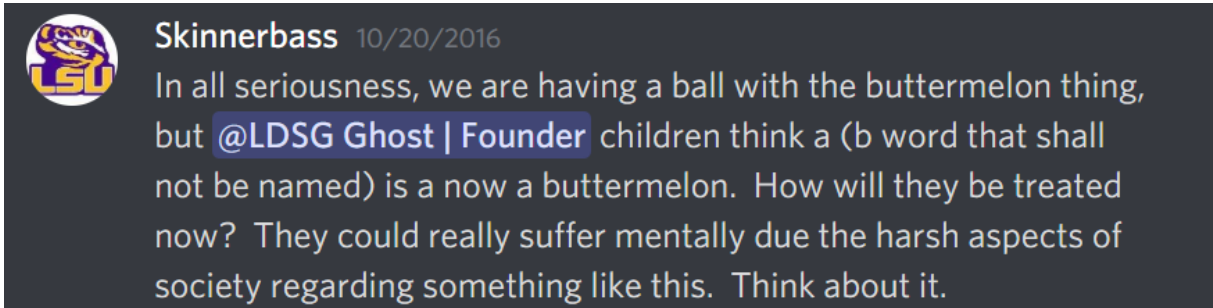 LSU
Skinnerbass 10/20/2016
In all seriousness, we are having a ball with the buttermelon thing,
but @LDSG Ghost | Founder children think a (b word that shall
not be named) is a now a buttermelon.  How will they be treated
now?  They could really suffer mentally due the harsh aspects of
society regarding something like this.  Think about it.